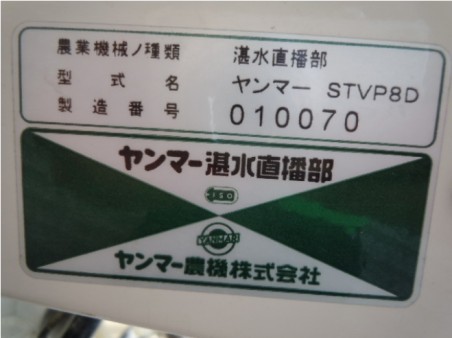 農業機械ノ種類 湛水直播部
型式名 ヤンマー STVP8D
製造番号 010070
ヤンマー湛水直播部
YANMAR
ヤンマー農機株式会社